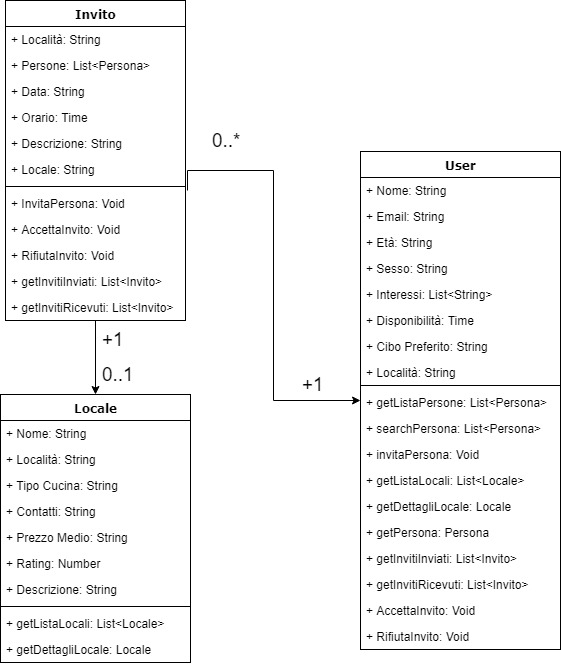 Invito
+ Località: String
+ Persone: List<Persona>
+ Data: String
+ Orario: Time
+ Descrizione: String
+ Locale: String
+ InvitaPersona: Void
+ AccettaInvito: Void
+ RifiutaInvito: Void
+ getInvitiInviati: List<Invito>
+ getInvitiRicevuti: List<Invito>
0..*
+1
+1
0..1
User
+ Nome: String
+ Email: String
+ Età: String
+ Sesso: String
+ Interessi: List<String>
+ Disponibilità: Time
+ Cibo Preferito: String
+ Località: String
+ getListaPersone: List<Persona>
+ searchPersona: List<Persona>
+ invitaPersona: Void
+ getListaLocali: List<Locale>
+ getDettagliLocale: Locale
+ getPersona: Persona
+ getInvitiInviati: List<Invito>
+ getInvitiRicevuti: List<Invito>
+ AccettaInvito: Void
+ RifiutaInvito: Void
Locale
+ Nome: String
+ Località: String
+ Tipo Cucina: String
+ Contatti: String
+ Prezzo Medio: String
+ Rating: Number
+ Descrizione: String
+ getListaLocali: List<Locale>
+ getDettagliLocale: Locale